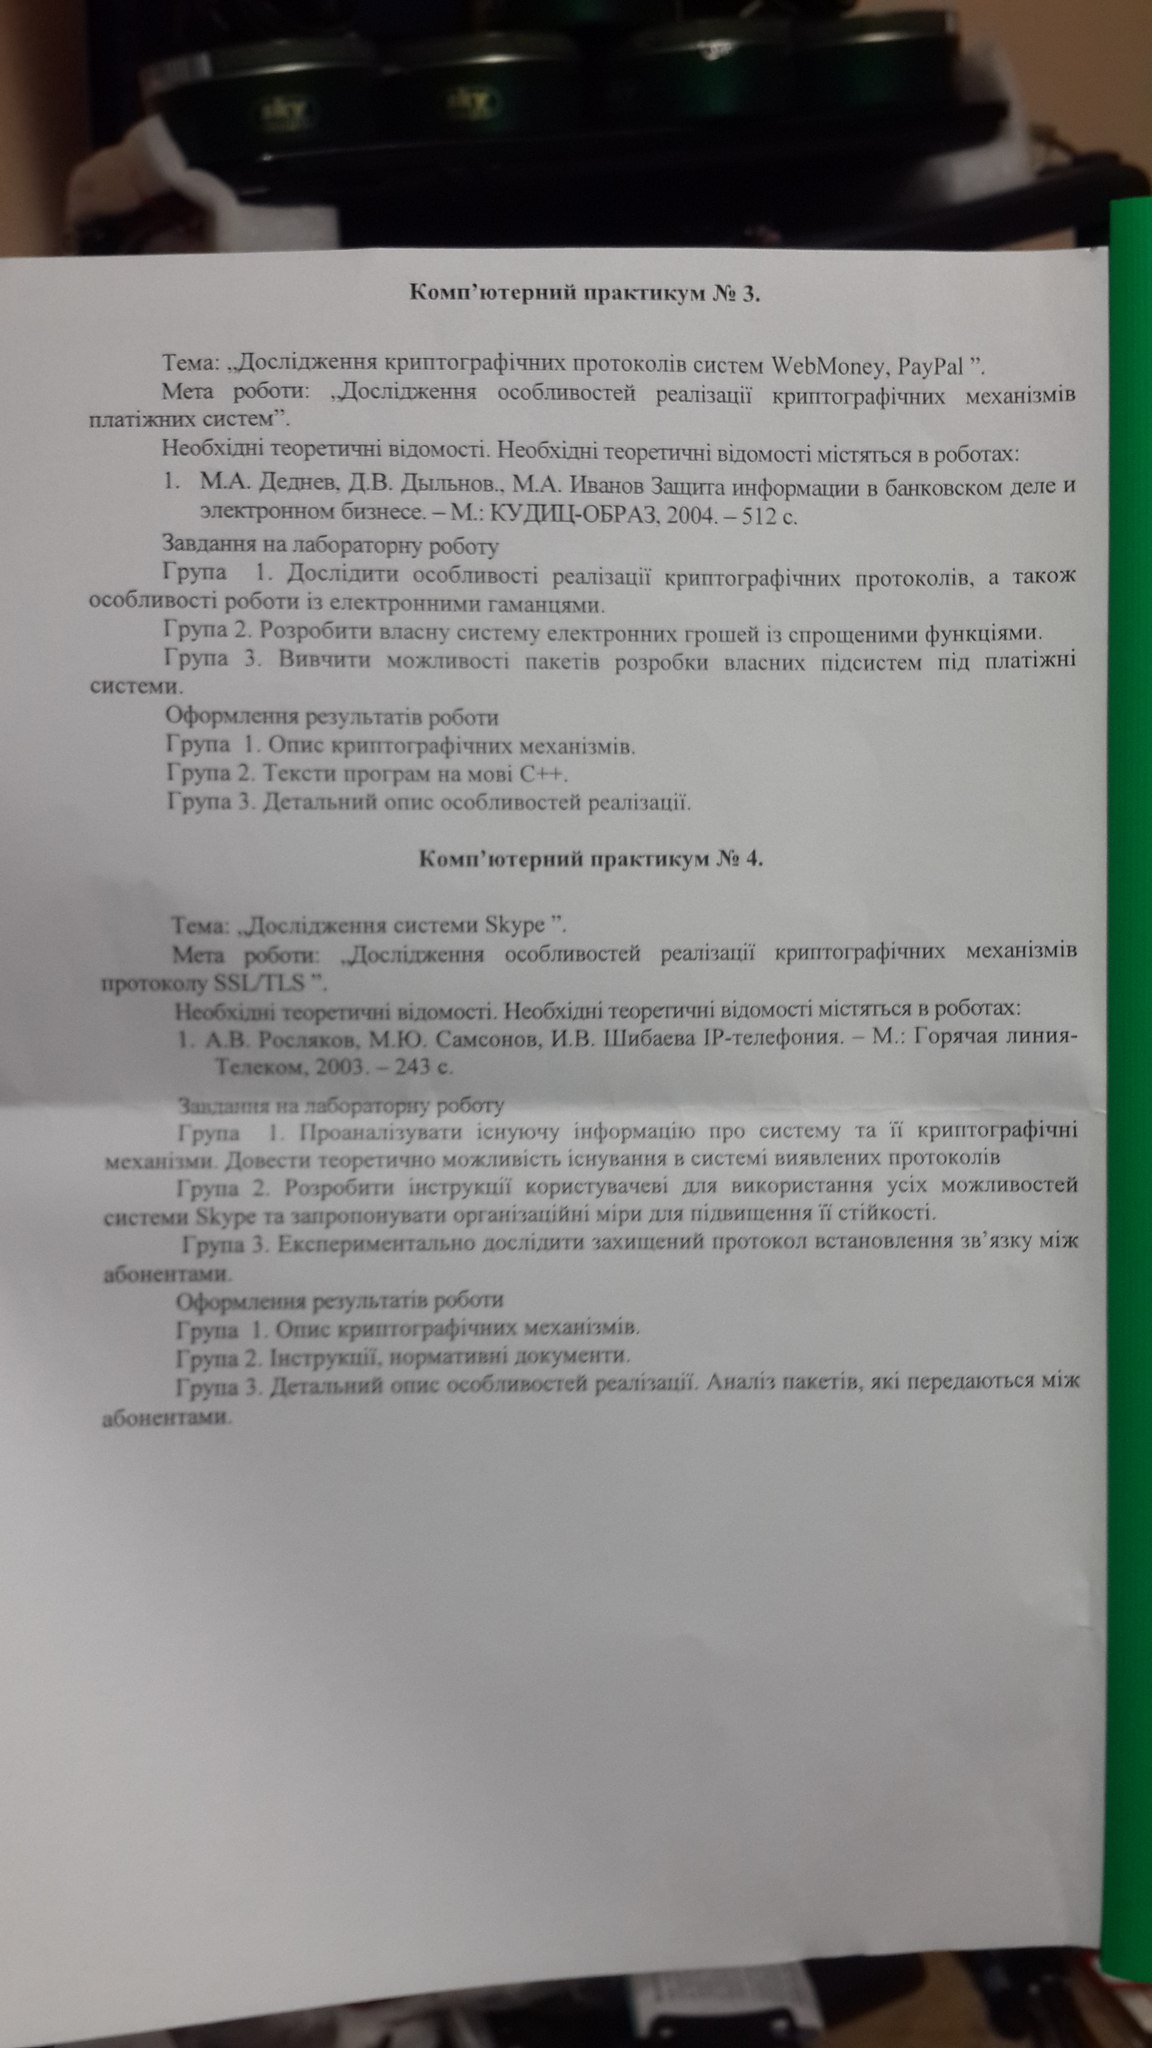 sky
sky
Комп’ютерний практикум № 3.
Тема: „Дослідження криптографічних протоколів систем WebMoney, PayPal ”.
Мета роботи: „Дослідження особливостей реалізації криптографічних механізмів
платіжних систем”.
Необхідні теоретичні відомості. Необхідні теоретичні відомості містяться в роботах:
1. М.А. Деднев, Д.В. Дыльнов., М.А. Иванов Защита информации в банковском деле и
электронном бизнесе. – М.: КУДИЦ-ОБРАЗ, 2004. – 512 с.
Завдання на лабораторну роботу
Група 1. Дослідити особливості реалізації криптографічних протоколів, а також
особливості роботи із електронними гаманцями.
Група 2. Розробити власну систему електронних грошей із спрощеними функціями.
Група 3. Вивчити можливості пакетів розробки власних підсистем під платіжні
системи.
Оформлення результатів роботи
Група 1. Опис криптографічних механізмів.
Група 2. Тексти програм на мові С++.
Група 3. Детальний опис особливостей реалізації.
Комп’ютерний практикум № 4.
Тема: „Дослідження системи Skype ”.
Мета роботи: „Дослідження особливостей реалізації криптографічних механізмів
протоколу SSL/TLS ”.
Необхідні теоретичні відомості. Необхідні теоретичні відомості містяться в роботах:
1. А.В. Росляков, М.Ю. Самсонов, И.В. Шибаева IP-телефония. – М.: Горячая линия-
Телеком, 2003. – 243 с.
Завдання на лабораторну роботу
Група 1. Проаналізувати існуючу інформацію про систему та її криптографічні
механізми. Довести теоретично можливість існування в системі виявлених протоколів
Група 2. Розробити інструкції користувачеві для використання усіх можливостей
системи Skype та запропонувати організаційні міри для підвищення її стійкості.
Група 3. Експериментально дослідити захищений протокол встановлення зв’язку між
абонентами.
Оформлення результатів роботи
Група 1. Опис криптографічних механізмів.
Група 2. Інструкції, нормативні документи.
Група 3. Детальний опис особливостей реалізації. Аналіз пакетів, які передаються між
абонентами.